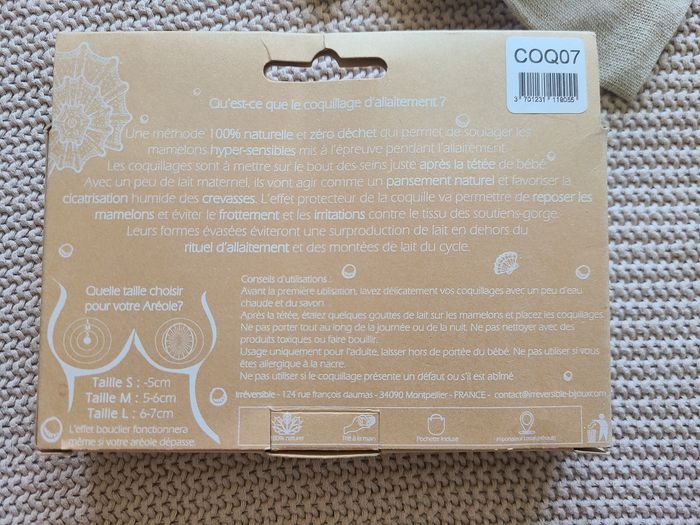 COQ07
3 701231 118055
Qu'est-ce que le coquillage d'allaitement ?
Une méthode 100% naturelle et zéro déchet qui permet de soulager les
mamelons hyper-sensibles mis à l'épreuve pendant l'allaitement.
Les coquillages sont à mettre sur le bout des seins juste après la tétée de bébé.
Avec un peu de lait maternel, ils vont agir comme un pansement naturel et favoriser la
cicatrisation humide des crevasses. L'effet protecteur de la coquille va permettre de reposer les
mamelons et éviter le frottement et les irritations contre le tissu des soutiens-gorge.
Leurs formes évasées éviteront une surproduction de lait en dehors du
rituel d'allaitement et des montées de lait du cycle.
Quelle taille choisir
pour votre Aréole?
Taille S : -5cm
Taille M : 5-6cm
Taille L : 6-7cm
L'effet bouclier fonctionnera
même si votre aréole dépasse.
Conseils d'utilisations :
Avant la première utilisation, lavez délicatement vos coquillages avec un peu d'eau
chaude et du savon
Après la tétée, étalez quelques gouttes de lait sur les mamelons et placez les coquillages.
Ne pas porter tout au long de la journée ou de la nuit. Ne pas nettoyer avec des
produits toxiques ou faire bouillir.
Usage uniquement pour l'adulte, laisser hors de portée du bébé. Ne pas utiliser si vous
êtes allergique à la nacre.
Ne pas utiliser si le coquillage présente un défaut ou s'il est abîmé
Irréversible - 124 rue françois daumas - 34090 Montpellier - FRANCE - contact@irreversible-bijoux.com
100% naturel
Trié à la main
Pochette incluse